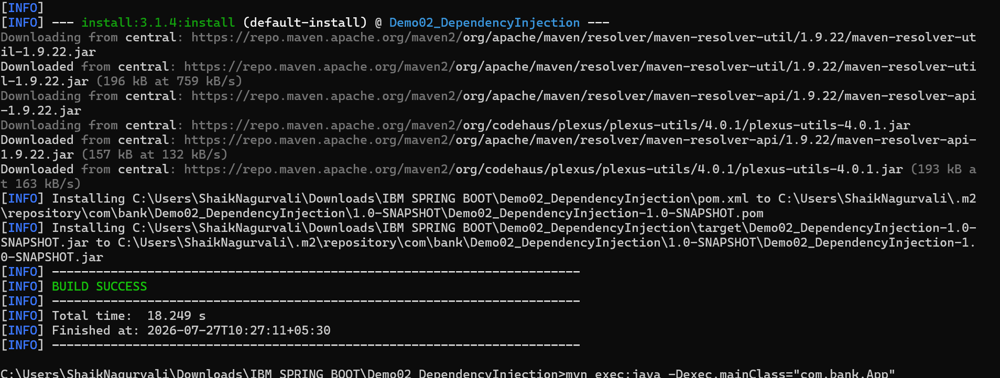 [INFO]
[INFO] --- install:3.1.4:install (default-install) @ Demo02_DependencyInjection ---
Downloading from central: https://repo.maven.apache.org/maven2/org/apache/maven/resolver/maven-resolver-util/1.9.22/maven-resolver-ut
il-1.9.22.jar
Downloaded from central: https://repo.maven.apache.org/maven2/org/apache/maven/resolver/maven-resolver-util/1.9.22/maven-resolver-uti
l-1.9.22.jar (196 kB at 759 kB/s)
Downloading from central: https://repo.maven.apache.org/maven2/org/apache/maven/resolver/maven-resolver-api/1.9.22/maven-resolver-api
-1.9.22.jar
Downloading from central: https://repo.maven.apache.org/maven2/org/codehaus/plexus/plexus-utils/4.0.1/plexus-utils-4.0.1.jar
Downloaded from central: https://repo.maven.apache.org/maven2/org/apache/maven/resolver/maven-resolver-api/1.9.22/maven-resolver-api-
1.9.22.jar (157 kB at 132 kB/s)
Downloaded from central: https://repo.maven.apache.org/maven2/org/codehaus/plexus/plexus-utils/4.0.1/plexus-utils-4.0.1.jar (193 kB a
t 163 kB/s)
[INFO] Installing C:\Users\ShaikNagurvali\Downloads\IBM SPRING BOOT\Demo02_DependencyInjection\pom.xml to C:\Users\ShaikNagurvali\.m2
\repository\com\bank\Demo02_DependencyInjection\1.0-SNAPSHOT\Demo02_DependencyInjection-1.0-SNAPSHOT.pom
[INFO] Installing C:\Users\ShaikNagurvali\Downloads\IBM SPRING BOOT\Demo02_DependencyInjection\target\Demo02_DependencyInjection-1.0-
SNAPSHOT.jar to C:\Users\ShaikNagurvali\.m2\repository\com\bank\Demo02_DependencyInjection\1.0-SNAPSHOT\Demo02_DependencyInjection-1.
0-SNAPSHOT.jar
[INFO] ------------------------------------------------------------------------
[INFO] BUILD SUCCESS
[INFO] ------------------------------------------------------------------------
[INFO] Total time:  18.249 s
[INFO] Finished at: 2026-07-27T10:27:11+05:30
[INFO] ------------------------------------------------------------------------
C:\Users\ShaikNagurvali\Downloads\IBM SPRING BOOT\Demo02_DependencyInjection>mvn exec:java -Dexec.mainClass="com.bank.App"